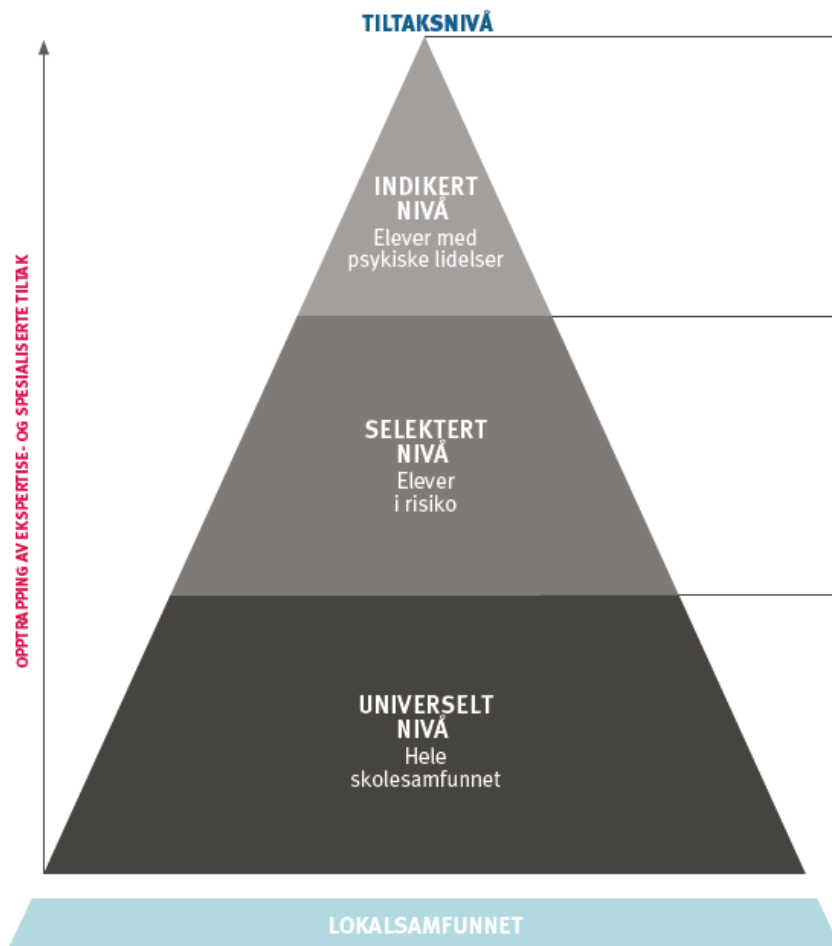 TILTAKSNIVÅ
OPPTRAPPING AV EKSPERTISE- OG SPESIALISERTE TILTAK
INDIKERT
NIVÅ
Elever med
psykiske lidelser
SELEKTERT
NIVÅ
Elever
i risiko
UNIVERSELT
NIVÅ
Hele
skolesamfunnet
LOKALSAMFUNNET